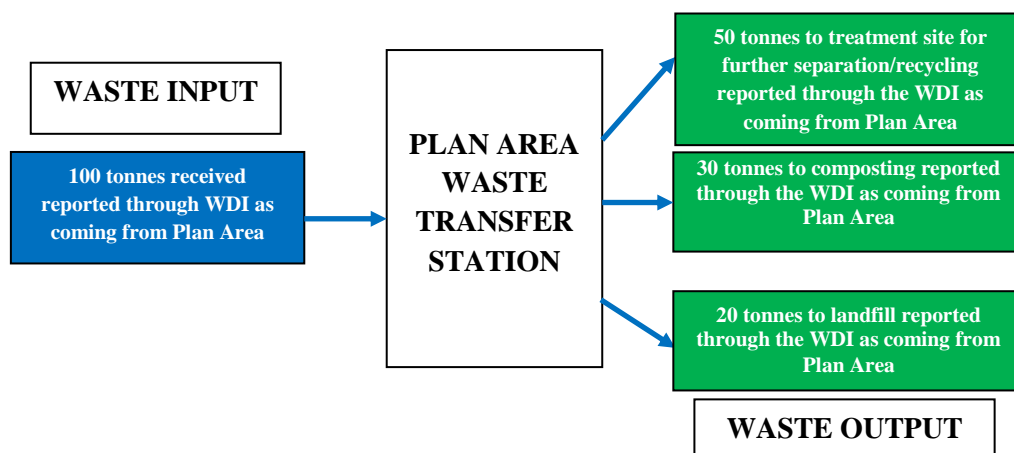 WASTE INPUT
100 tonnes received
reported through WDI as
coming from Plan Area
PLAN AREA
WASTE
TRANSFER
STATION
50 tonnes to treatment site for
further separation/recycling
reported through the WDI as
coming from Plan Area
30 tonnes to composting reported
through the WDI as coming from
Plan Area
20 tonnes to landfill reported
through the WDI as coming from
Plan Area
WASTE OUTPUT